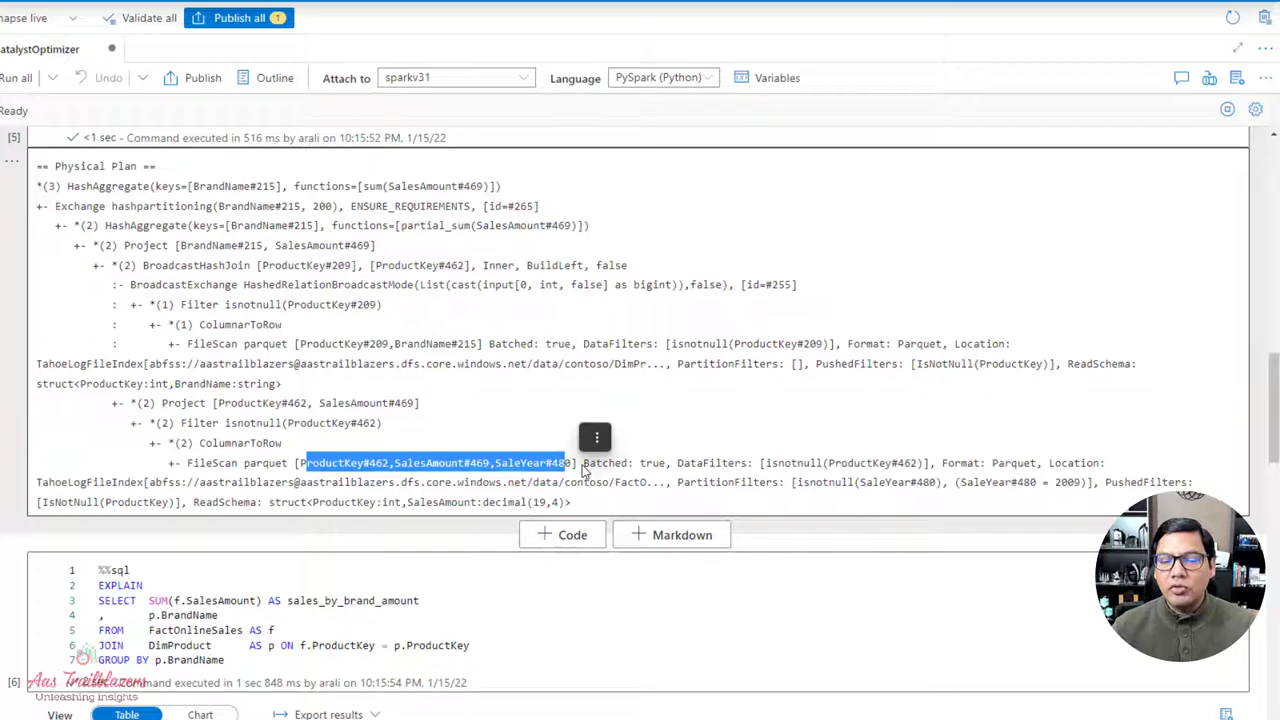 napse live
Validate all
Publish all
1
atalystOptimizer
Run all
Undo
Publish
Outline
Attach to
sparkv31
Language
PySpark (Python)
Variables
Ready
[5]
<1 sec - Command executed in 516 ms by arali on 10:15:52 PM, 1/15/22
== Physical Plan ==
*(3) HashAggregate(keys=[BrandName#215], functions=[sum(SalesAmount#469)])
+- Exchange hashpartitioning(BrandName#215, 200), ENSURE_REQUIREMENTS, [id=#265]
+- *(2) HashAggregate(keys=[BrandName#215], functions=[partial_sum(SalesAmount#469)])
+- *(2) Project [BrandName#215, SalesAmount#469]
+- *(2) BroadcastHashJoin [ProductKey#209], [ProductKey#462], Inner, BuildLeft, false
:- BroadcastExchange HashedRelationBroadcastMode(List(cast(input[0, int, false] as bigint)),false), [id=#255]
: +- *(1) Filter isnotnull(ProductKey#209)
: +- *(1) ColumnarToRow
: +- FileScan parquet [ProductKey#209,BrandName#215] Batched: true, DataFilters: [isnotnull(ProductKey#209)], Format: Parquet, Location:
TahoeLogFileIndex[abfss://aastrailblazers@aastrailblazers.dfs.core.windows.net/data/contoso/DimPr..., PartitionFilters: [], PushedFilters: [IsNotNull(ProductKey)], ReadSchema:
struct<ProductKey:int,BrandName:string>
+- *(2) Project [ProductKey#462, SalesAmount#469]
+- *(2) Filter isnotnull(ProductKey#462)
+- *(2) ColumnarToRow
+- FileScan parquet [ProductKey#462,SalesAmount#469,SaleYear#480] Batched: true, DataFilters: [isnotnull(ProductKey#462)], Format: Parquet, Location:
TahoeLogFileIndex[abfss://aastrailblazers@aastrailblazers.dfs.core.windows.net/data/contoso/FactO..., PartitionFilters: [isnotnull(SaleYear#480), (SaleYear#480 = 2009)], PushedFilters:
[IsNotNull(ProductKey)], ReadSchema: struct<ProductKey:int,SalesAmount:decimal(19,4)>
+ Code
+ Markdown
1 %%sql
2 EXPLAIN
3 SELECT SUM(f.SalesAmount) AS sales_by_brand_amount
4 , p.BrandName
5 FROM FactOnlineSales AS f
6 JOIN DimProduct AS p ON f.ProductKey = p.ProductKey
7 GROUP BY p.BrandName
Aas Trailblazers
Unleashing Insights
[6]
sec - Command executed in 1 sec 848 ms by arali on 10:15:54 PM, 1/15/22
View
Table
Chart
Export results